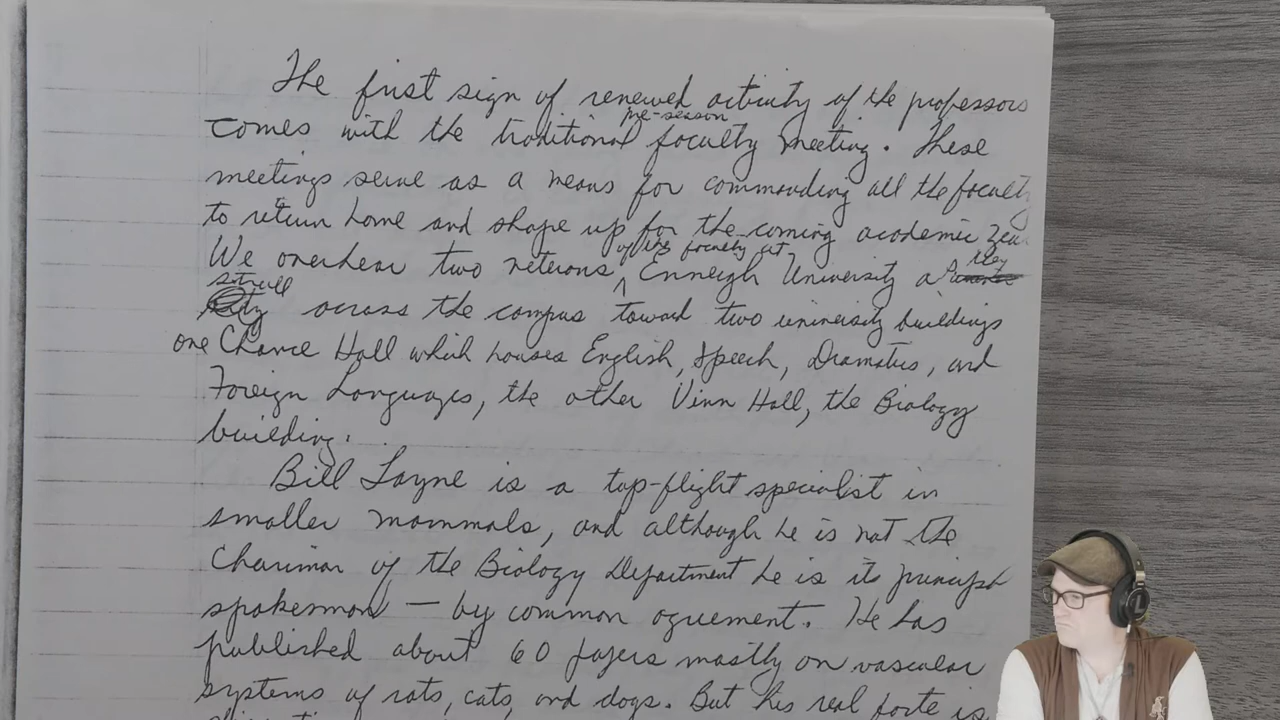 The first sign of renewed activity of the professors
pre-season
comes with the traditional faculty meeting. These
meetings serve as a means for commanding all the faculty
to return home and shape up for the coming academic year.
of the faculty at
We overhear two veterans ^ Enneigh University as they
stroll
across the campus toward two university buildings
one Chance Hall which houses English, Speech, Dramatics, and
Foreign Languages, the other Vinn Hall, the Biology
building.
Bill Layne is a top-flight specialist in
smaller mammals, and although he is not the
Chairman of the Biology Department he is its principal
spokesman — by common agreement. He has
published about 60 papers mostly on vascular
systems of rats, cats, and dogs. But his real forte is